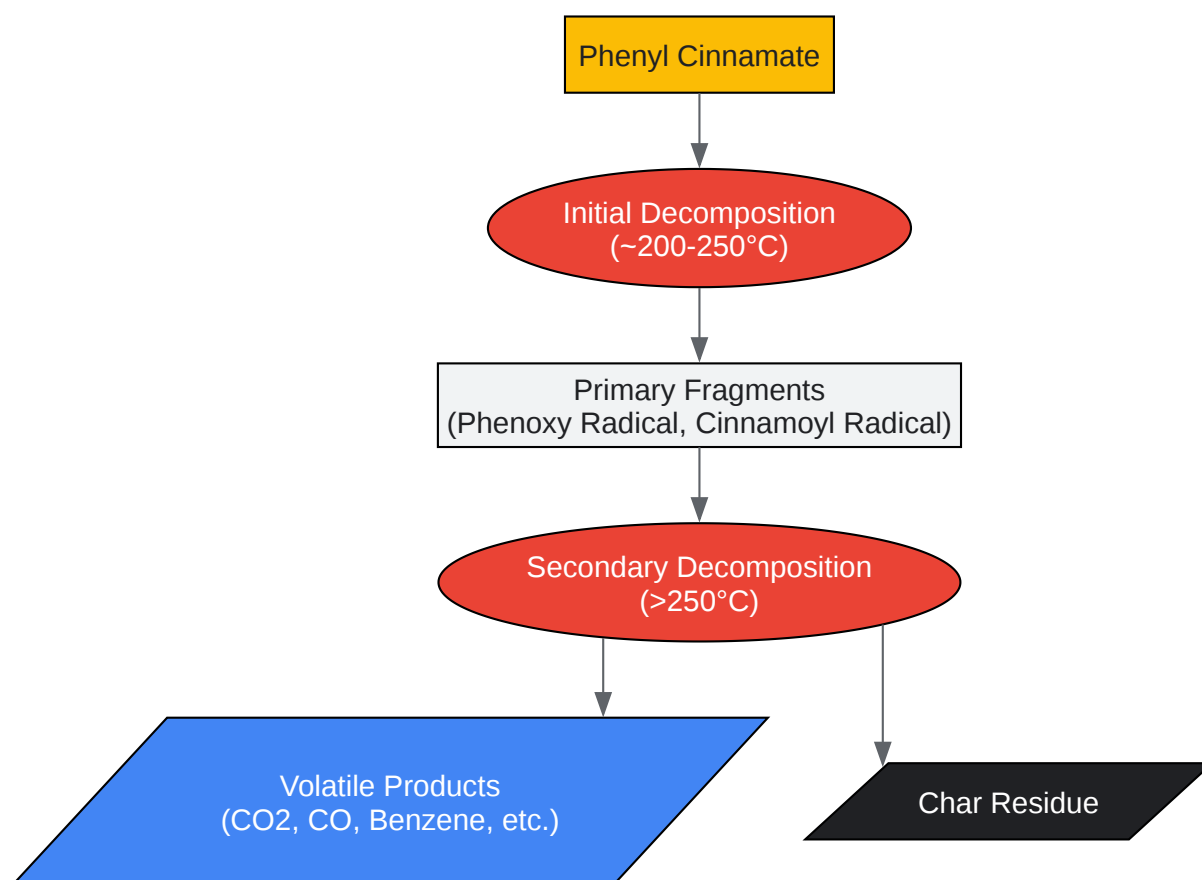 Phenyl Cinnamate
Initial Decomposition
(~200-250°C)
Primary Fragments
(Phenoxy Radical, Cinnamoyl Radical)
Secondary Decomposition
(>250°C)
Volatile Products
(CO2, CO, Benzene, etc.)
Char Residue